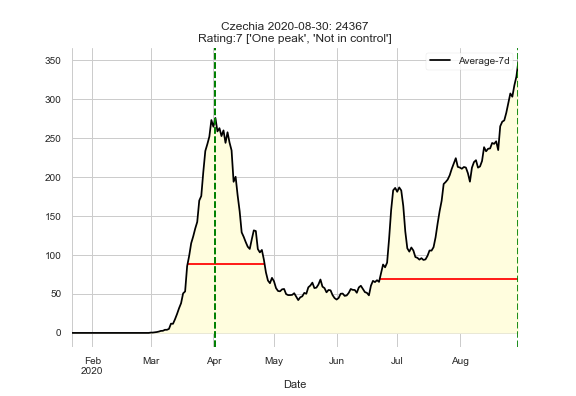 Czechia 2020-08-30: 24367
Rating:7 ['One peak', 'Not in control']
Average-7d
350
300
250
200
150
100
50
0
Feb
2020
Mar
Apr
May
Jun
Jul
Aug
Date